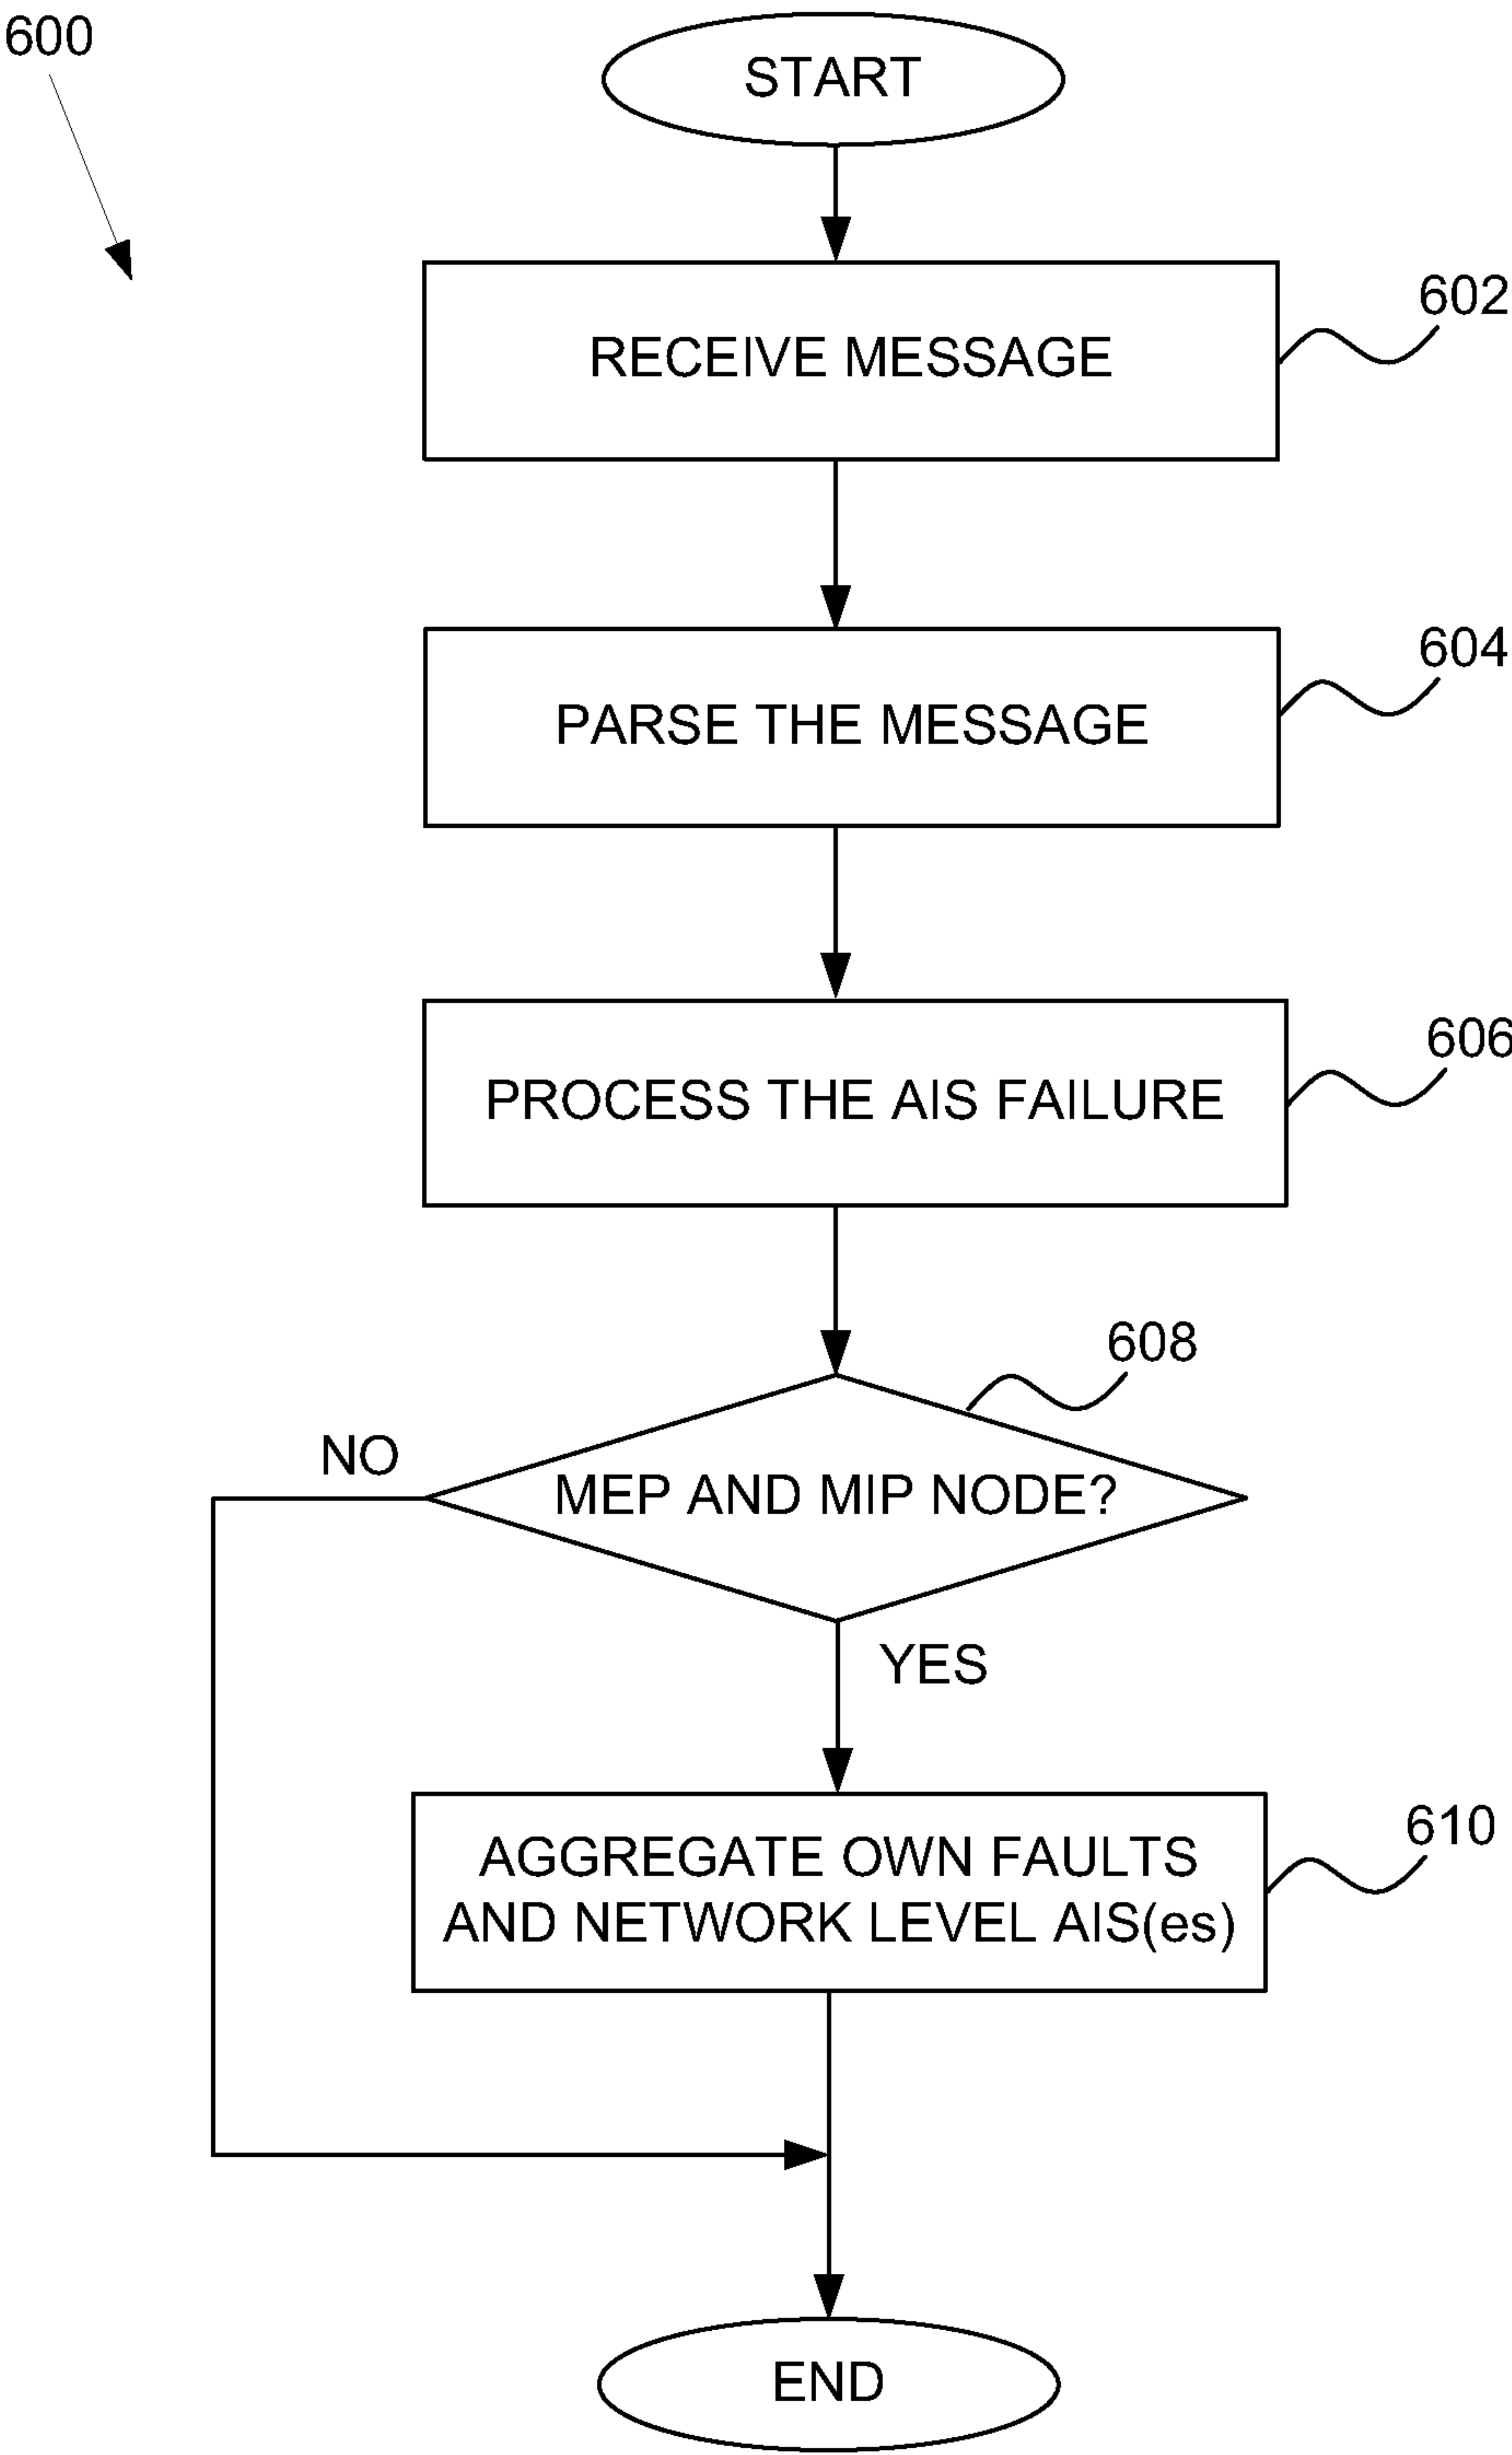 600
START
RECEIVE MESSAGE
602
PARSE THE MESSAGE
604
PROCESS THE AIS FAILURE
606
608
NO
MEP AND MIP NODE?
YES
AGGREGATE OWN FAULTS
AND NETWORK LEVEL AIS(es)
610
END